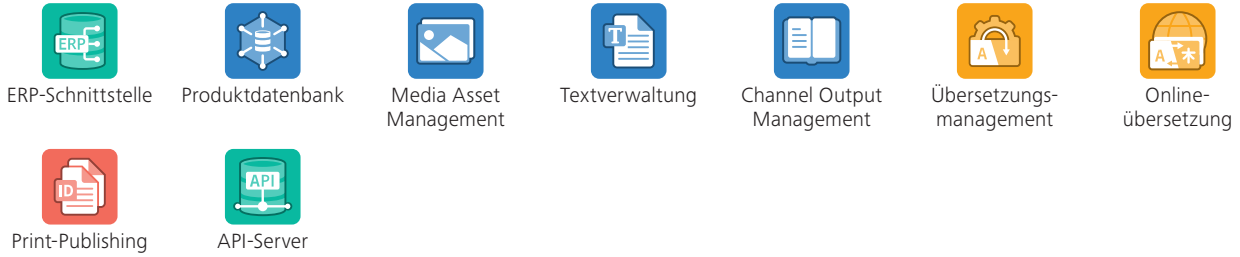 ERP
T
A
A
*
ERP-Schnittstelle
Produktdatenbank
Media Asset
Management
Textverwaltung
Channel Output
Management
Übersetzungs-
management
Online-
übersetzung
ID
API
Print-Publishing
API-Server